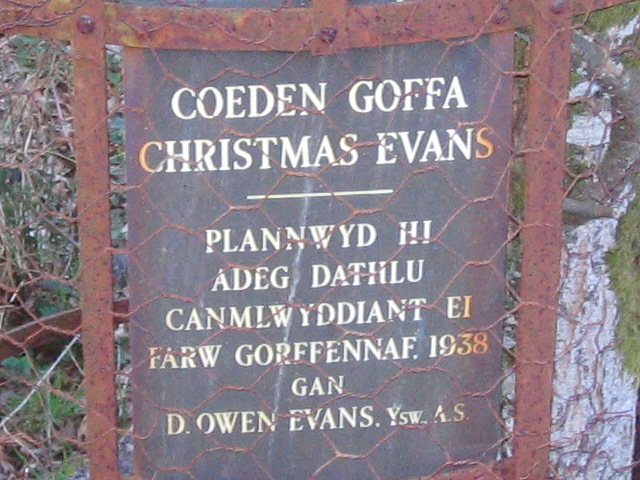 COEDEN GOFFA
CHRISTMAS EVANS
PLANNWYD HI
ADEG DATHLU
CANMLWYDDIANT EI
FARW GORFFENNAF. 1938
GAN
D. OWEN EVANS. Ysw. A.S.